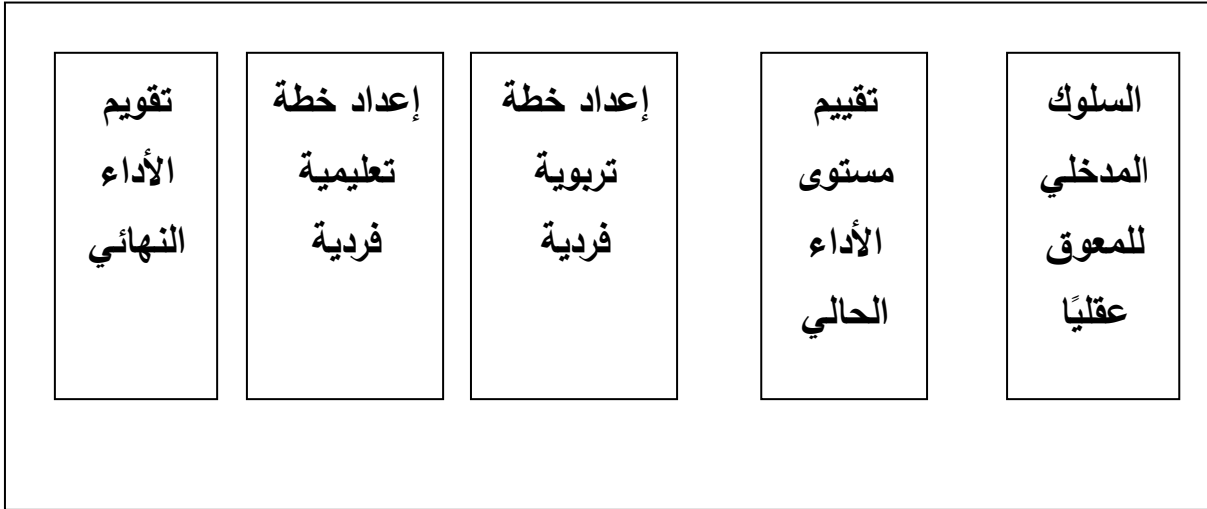 السلوك
المدخلي
للمعوق
عقليًا
تقييم
مستوى
الأداء
الحالي
إعداد خطة
تربوية
فردية
إعداد خطة
تعليمية
فردية
تقويم
الأداء
النهائي